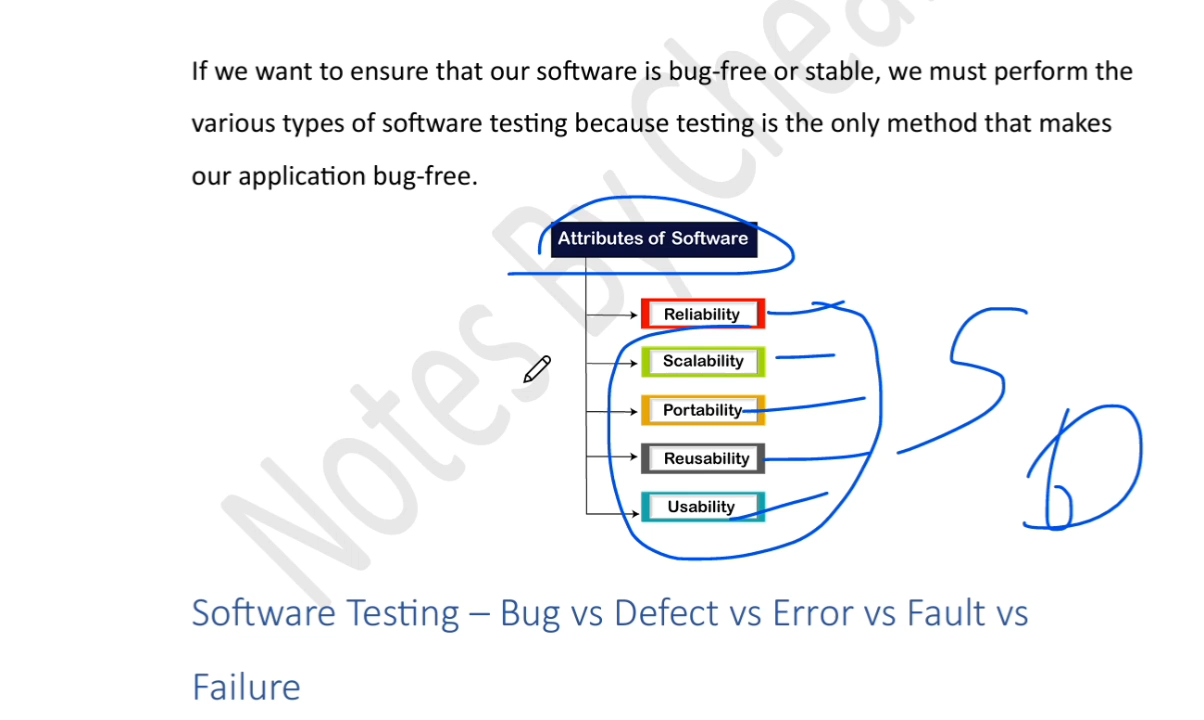 If we want to ensure that our software is bug-free or stable, we must perform the
various types of software testing because testing is the only method that makes
our application bug-free.
Attributes of Software
Reliability
Scalability
Portability
Reusability
Usability
S
D
Software Testing – Bug vs Defect vs Error vs Fault vs
Failure
Notes By